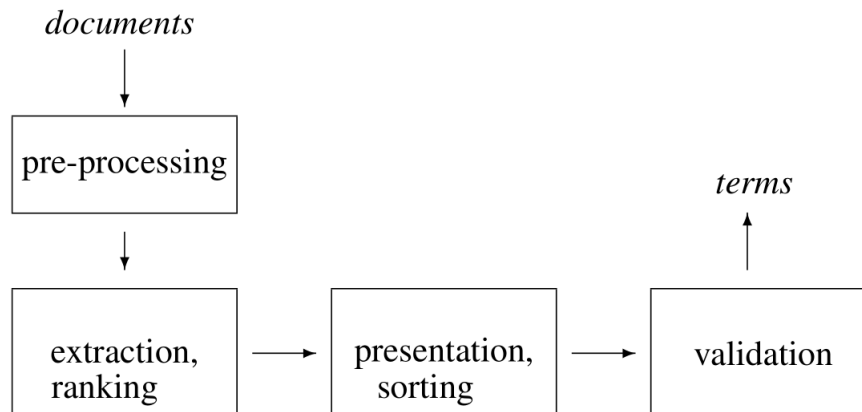 documents
pre-processing
terms
extraction,
ranking
presentation,
sorting
validation